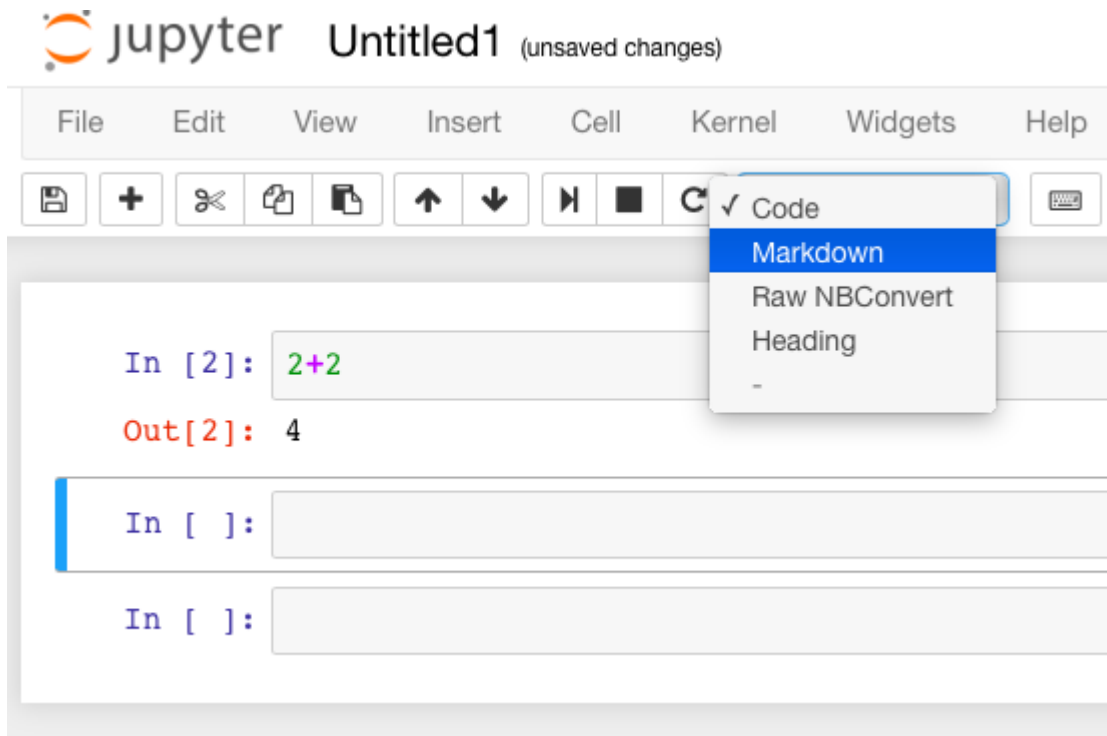 jupyter Untitled1 (unsaved changes)
File Edit View Insert Cell Kernel Widgets Help
✓ Code
Markdown
Raw NBConvert
Heading
-
In [2]: 2+2
Out[2]: 4
In [ ]:
In [ ]: